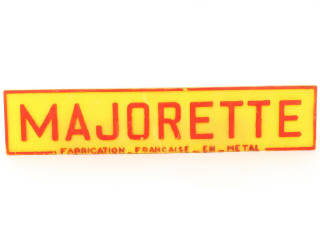 MAJORETTE
FABRICATION _ FRANCAISE _ EN _ METAL